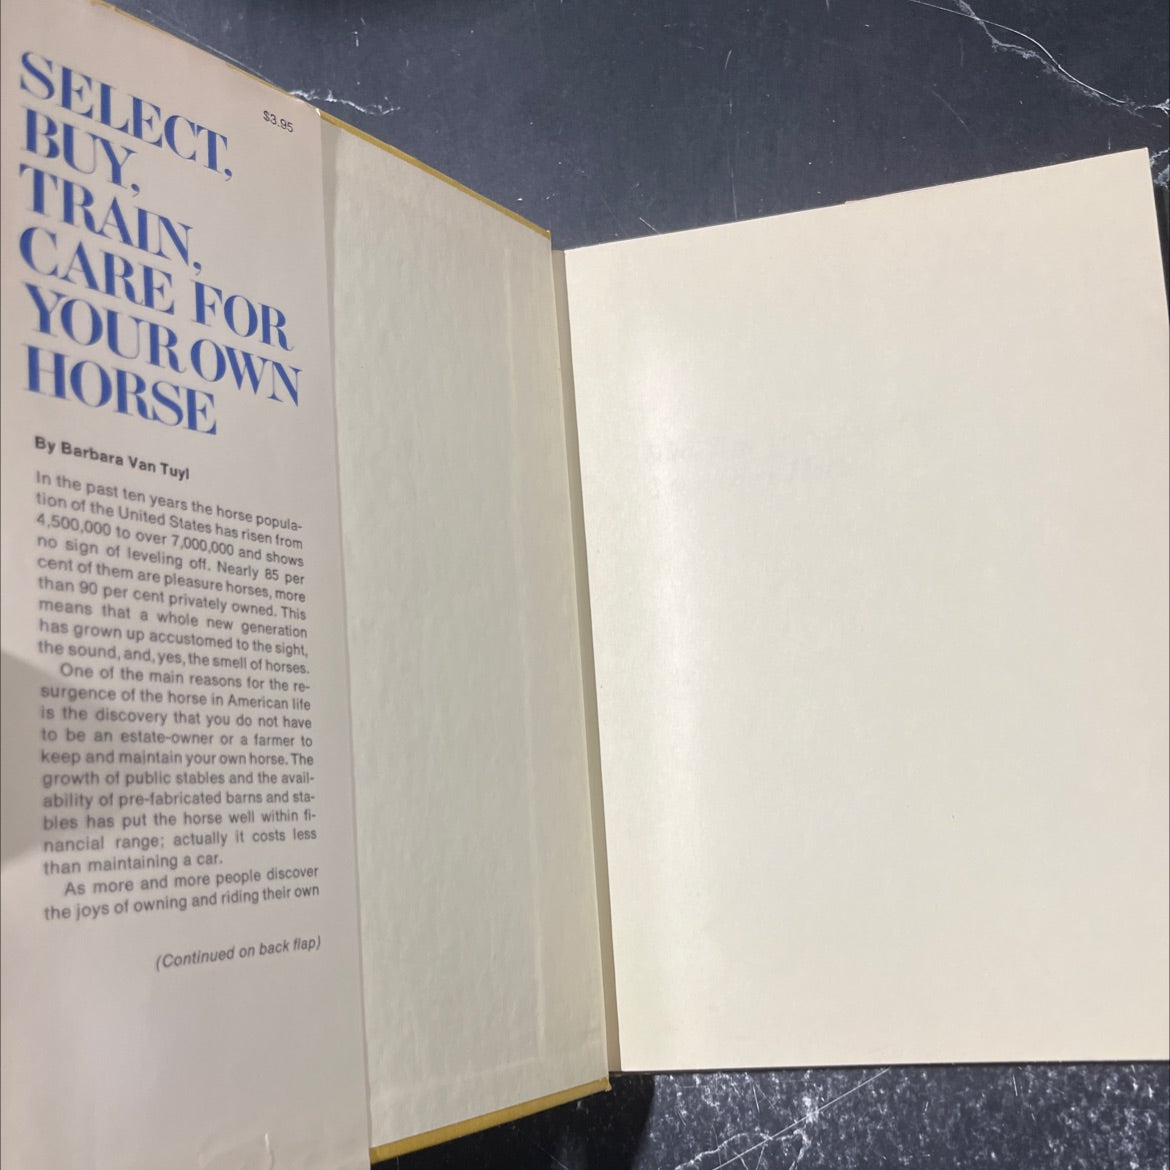 $3.95
SELECT,
BUY,
TRAIN,
CARE FOR
YOUR OWN
HORSE
By Barbara Van Tuyl
In the past ten years the horse popula-
tion of the United States has risen from
4,500,000 to over 7,000,000 and shows
no sign of leveling off. Nearly 85 per
cent of them are pleasure horses, more
than 90 per cent privately owned. This
means that a whole new generation
has grown up accustomed to the sight,
the sound, and, yes, the smell of horses.
One of the main reasons for the re-
surgence of the horse in American life
is the discovery that you do not have
to be an estate-owner or a farmer to
keep and maintain your own horse. The
growth of public stables and the avail-
ability of pre-fabricated barns and sta-
bles has put the horse well within fi-
nancial range; actually it costs less
than maintaining a car.
As more and more people discover
the joys of owning and riding their own
(Continued on back flap)